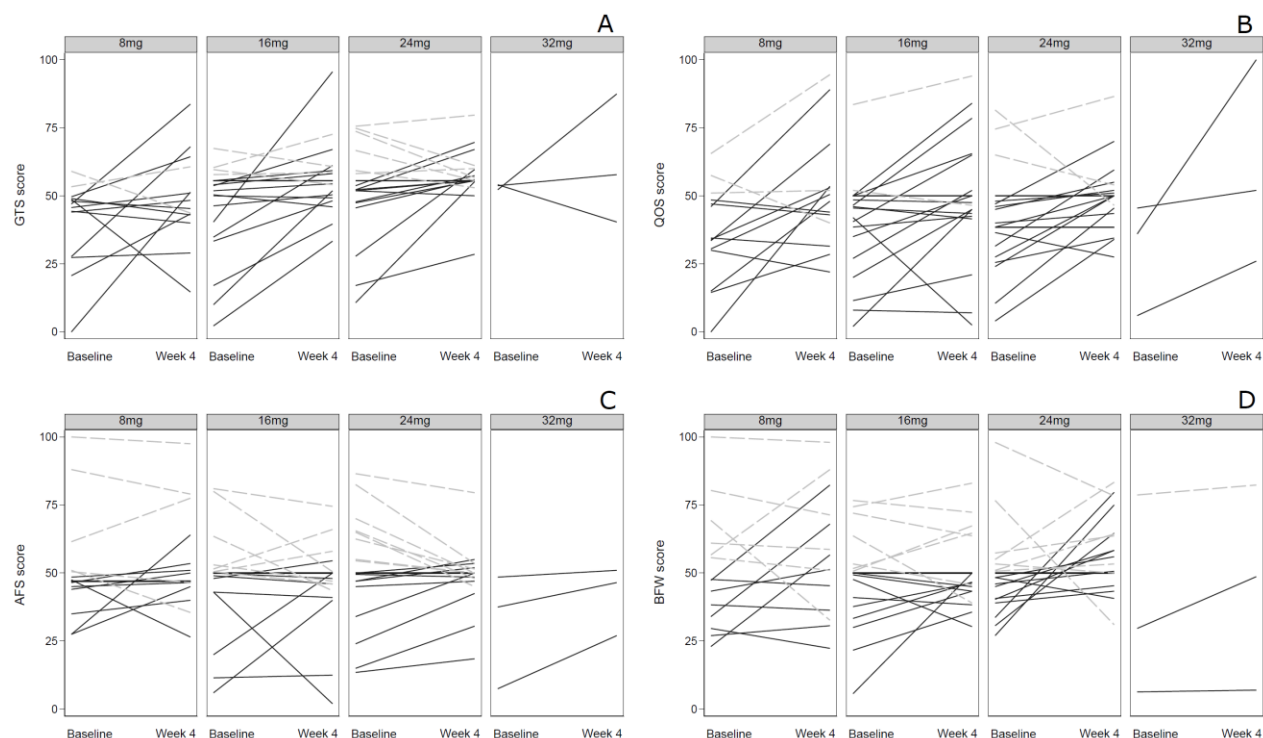 A B
8mg 16mg 24mg 32mg 8mg 16mg 24mg 32mg
100 100
75 75
GTS score QOS score
50 50
25 25
0 0
Baseline Week 4 Baseline Week 4 Baseline Week 4 Baseline Week 4 Baseline Week 4 Baseline Week 4 Baseline Week 4 Baseline Week 4
C D
8mg 16mg 24mg 32mg 8mg 16mg 24mg 32mg
100 100
75 75
AFS score BFW score
50 50
25 25
0 0
Baseline Week 4 Baseline Week 4 Baseline Week 4 Baseline Week 4 Baseline Week 4 Baseline Week 4 Baseline Week 4 Baseline Week 4